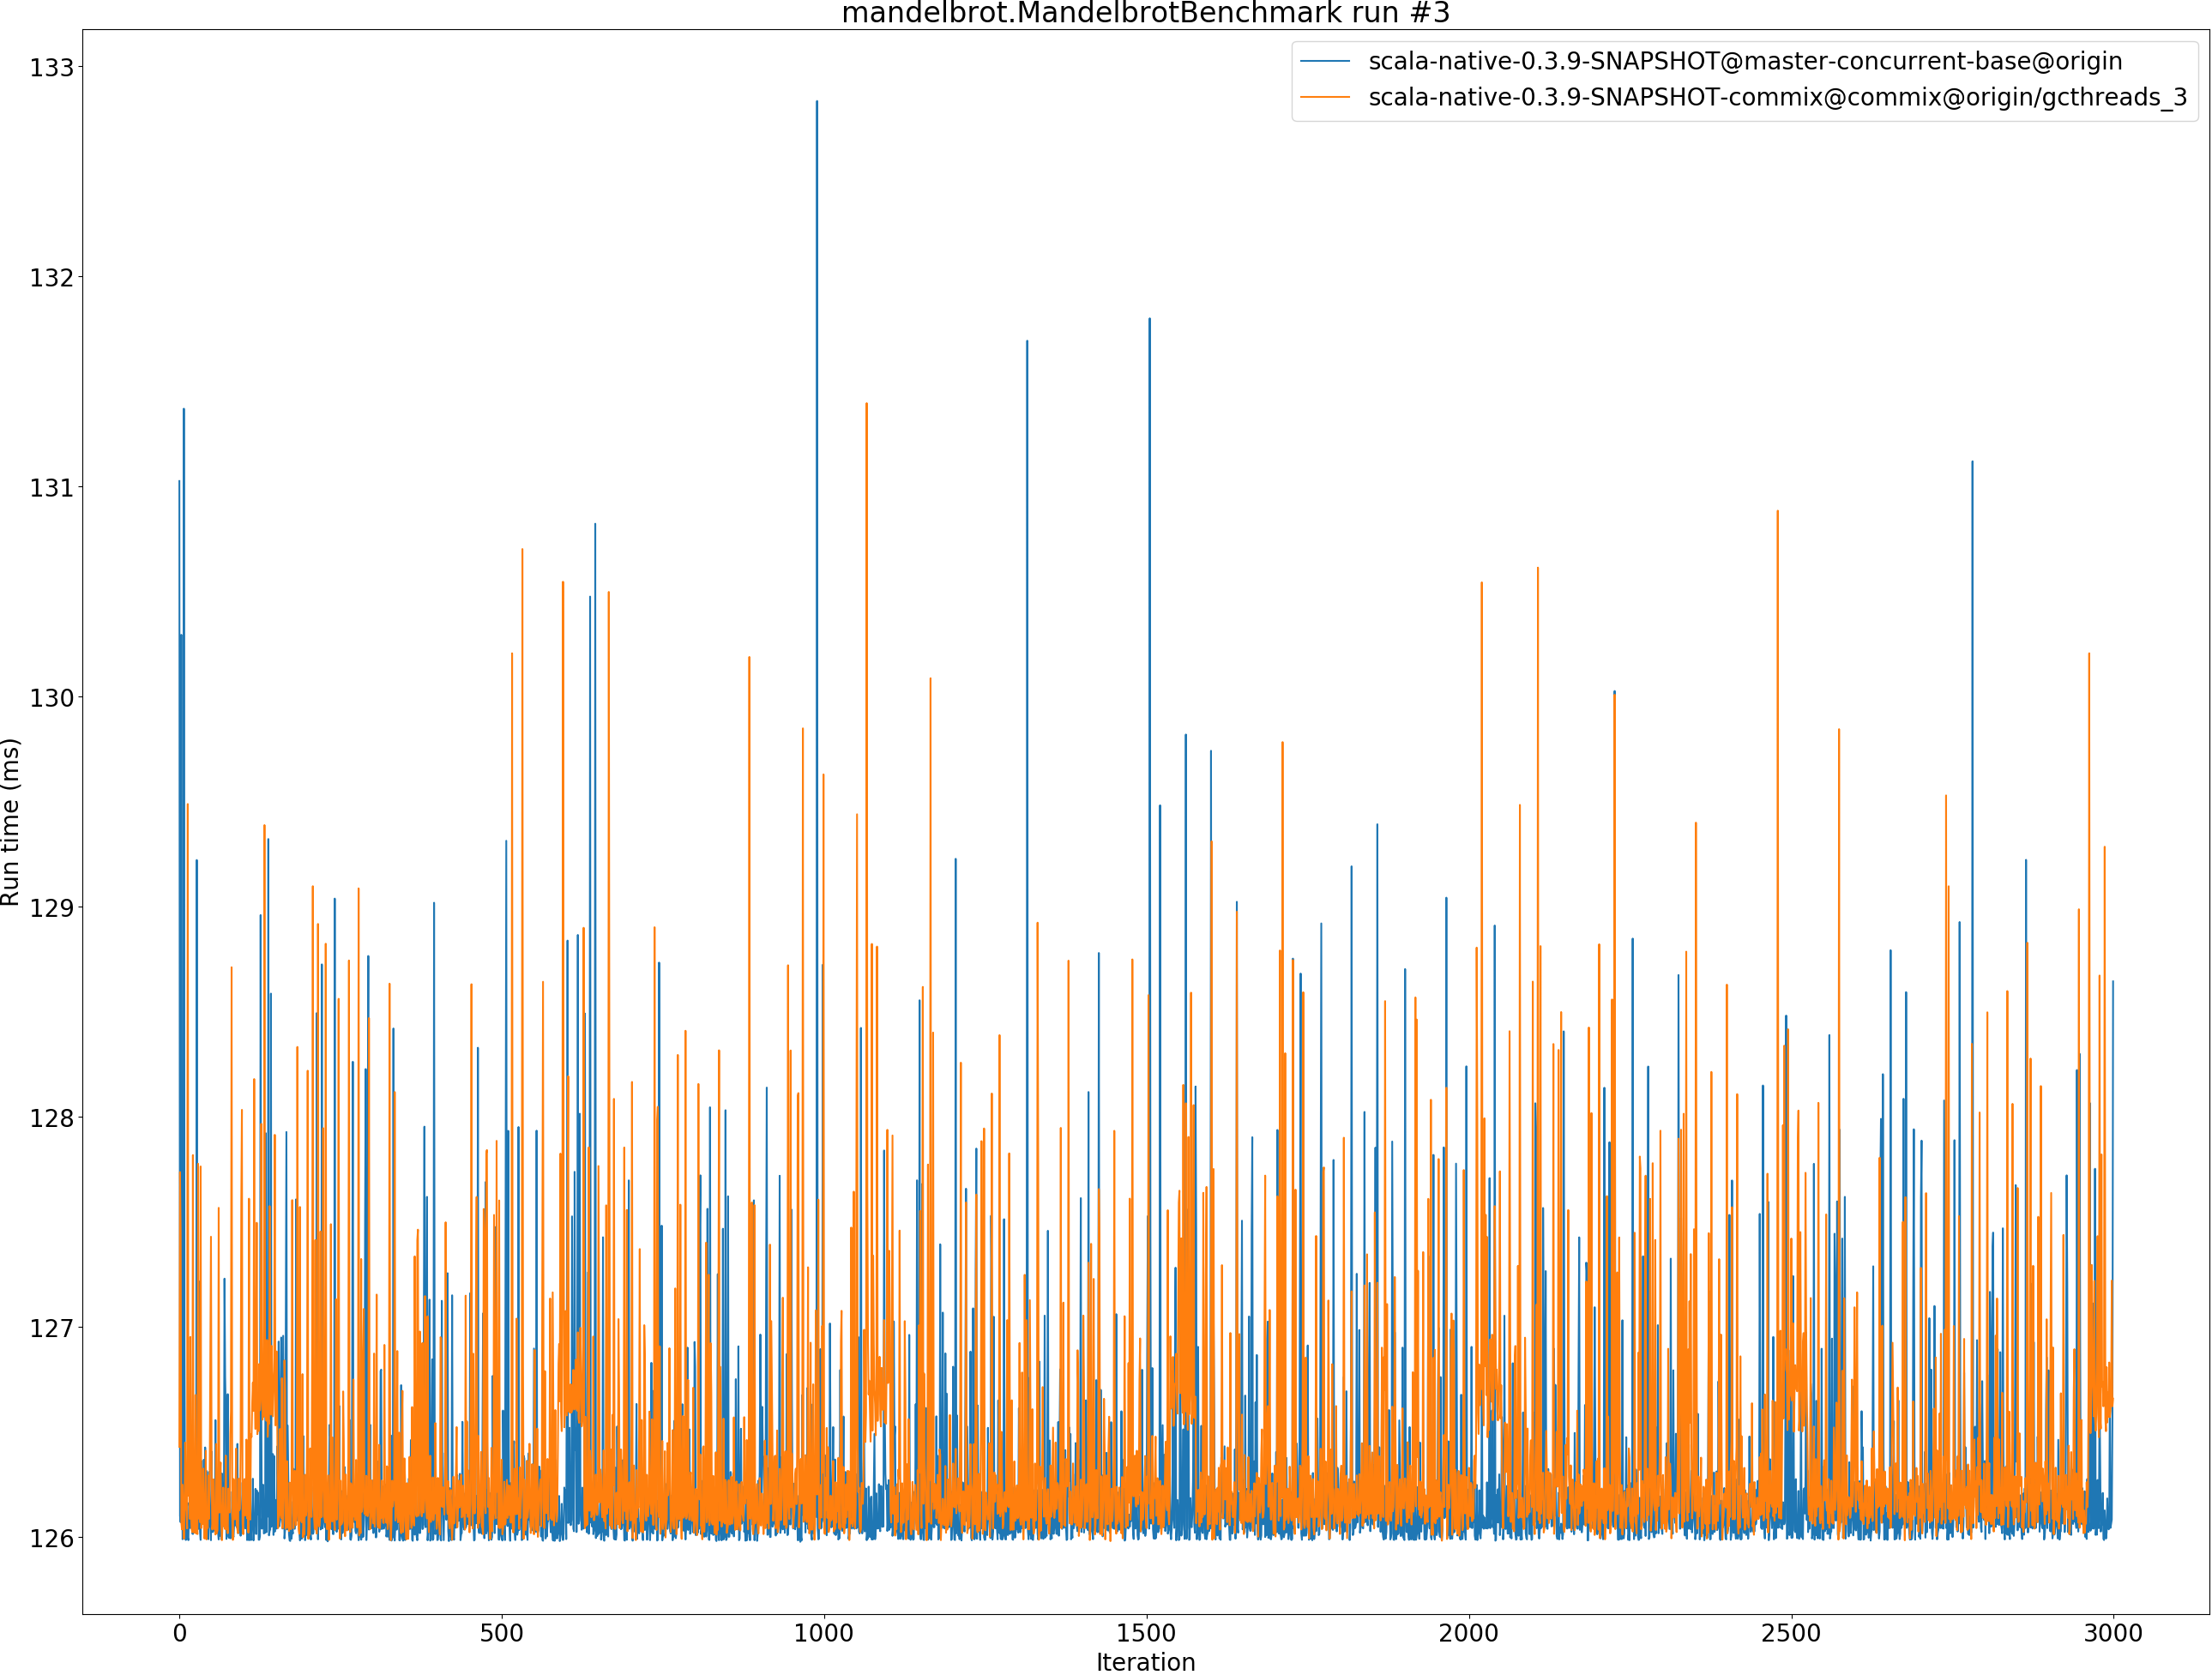 mandelbrot.MandelbrotBenchmark run #3
scala-native-0.3.9-SNAPSHOT@master-concurrent-base@origin
scala-native-0.3.9-SNAPSHOT-commix@commix@origin/gcthreads_3
133
132
131
130
129
128
127
126
Run time (ms)
0 500 1000 1500 2000 2500 3000
Iteration